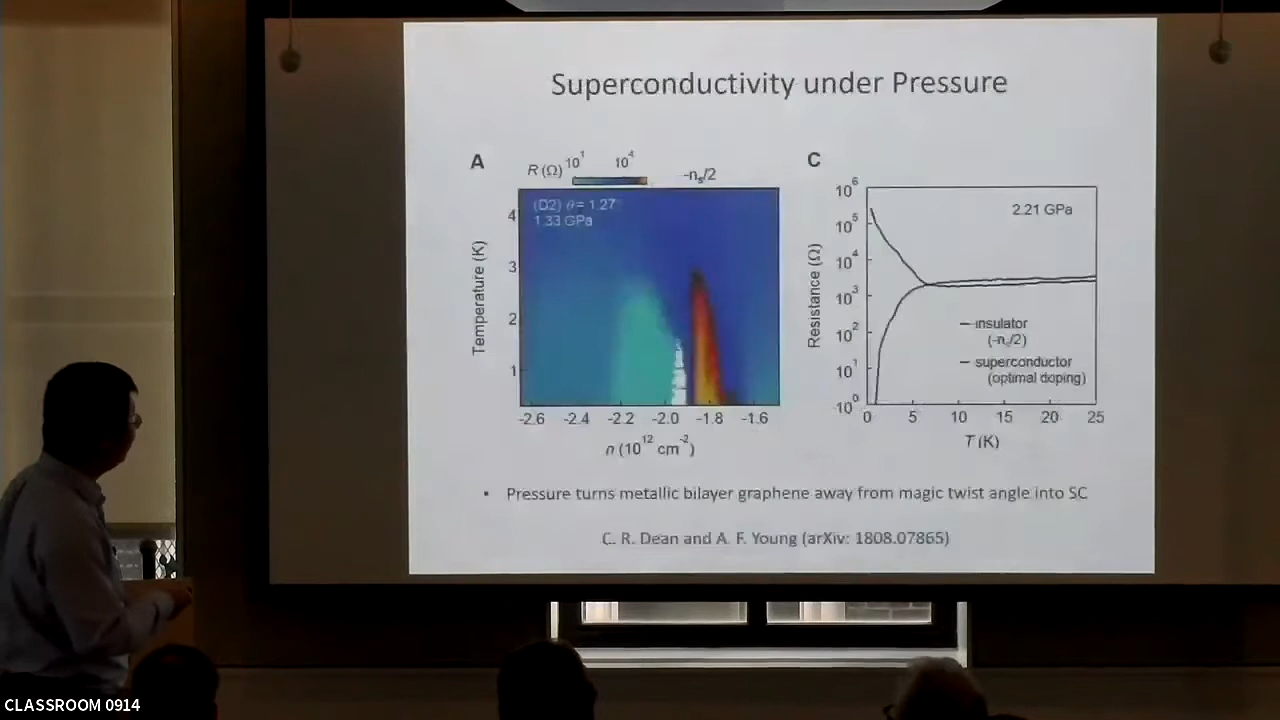 Superconductivity under Pressure
A
R (Ω) 10¹ 10⁴ -nₛ/2
(D2) θ = 1.27
1.33 GPa
Temperature (K)
4
3
2
1
-2.6 -2.4 -2.2 -2.0 -1.8 -1.6
n (10¹² cm⁻²)
C
2.21 GPa
Resistance (Ω)
10⁶
10⁵
10⁴
10³
10²
10¹
10⁰
insulator
(-nₛ/2)
superconductor
(optimal doping)
0 5 10 15 20 25
T (K)
• Pressure turns metallic bilayer graphene away from magic twist angle into SC
C. R. Dean and A. F. Young (arXiv: 1808.07865)
CLASSROOM 0914